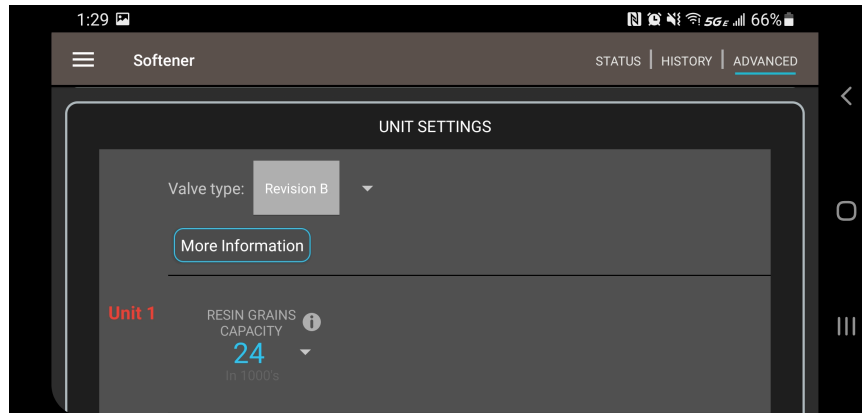 1:29 5GE 66%
Softener STATUS | HISTORY | ADVANCED
UNIT SETTINGS
Valve type: Revision B
More Information
Unit 1
RESIN GRAINS
CAPACITY
24
In 1000's